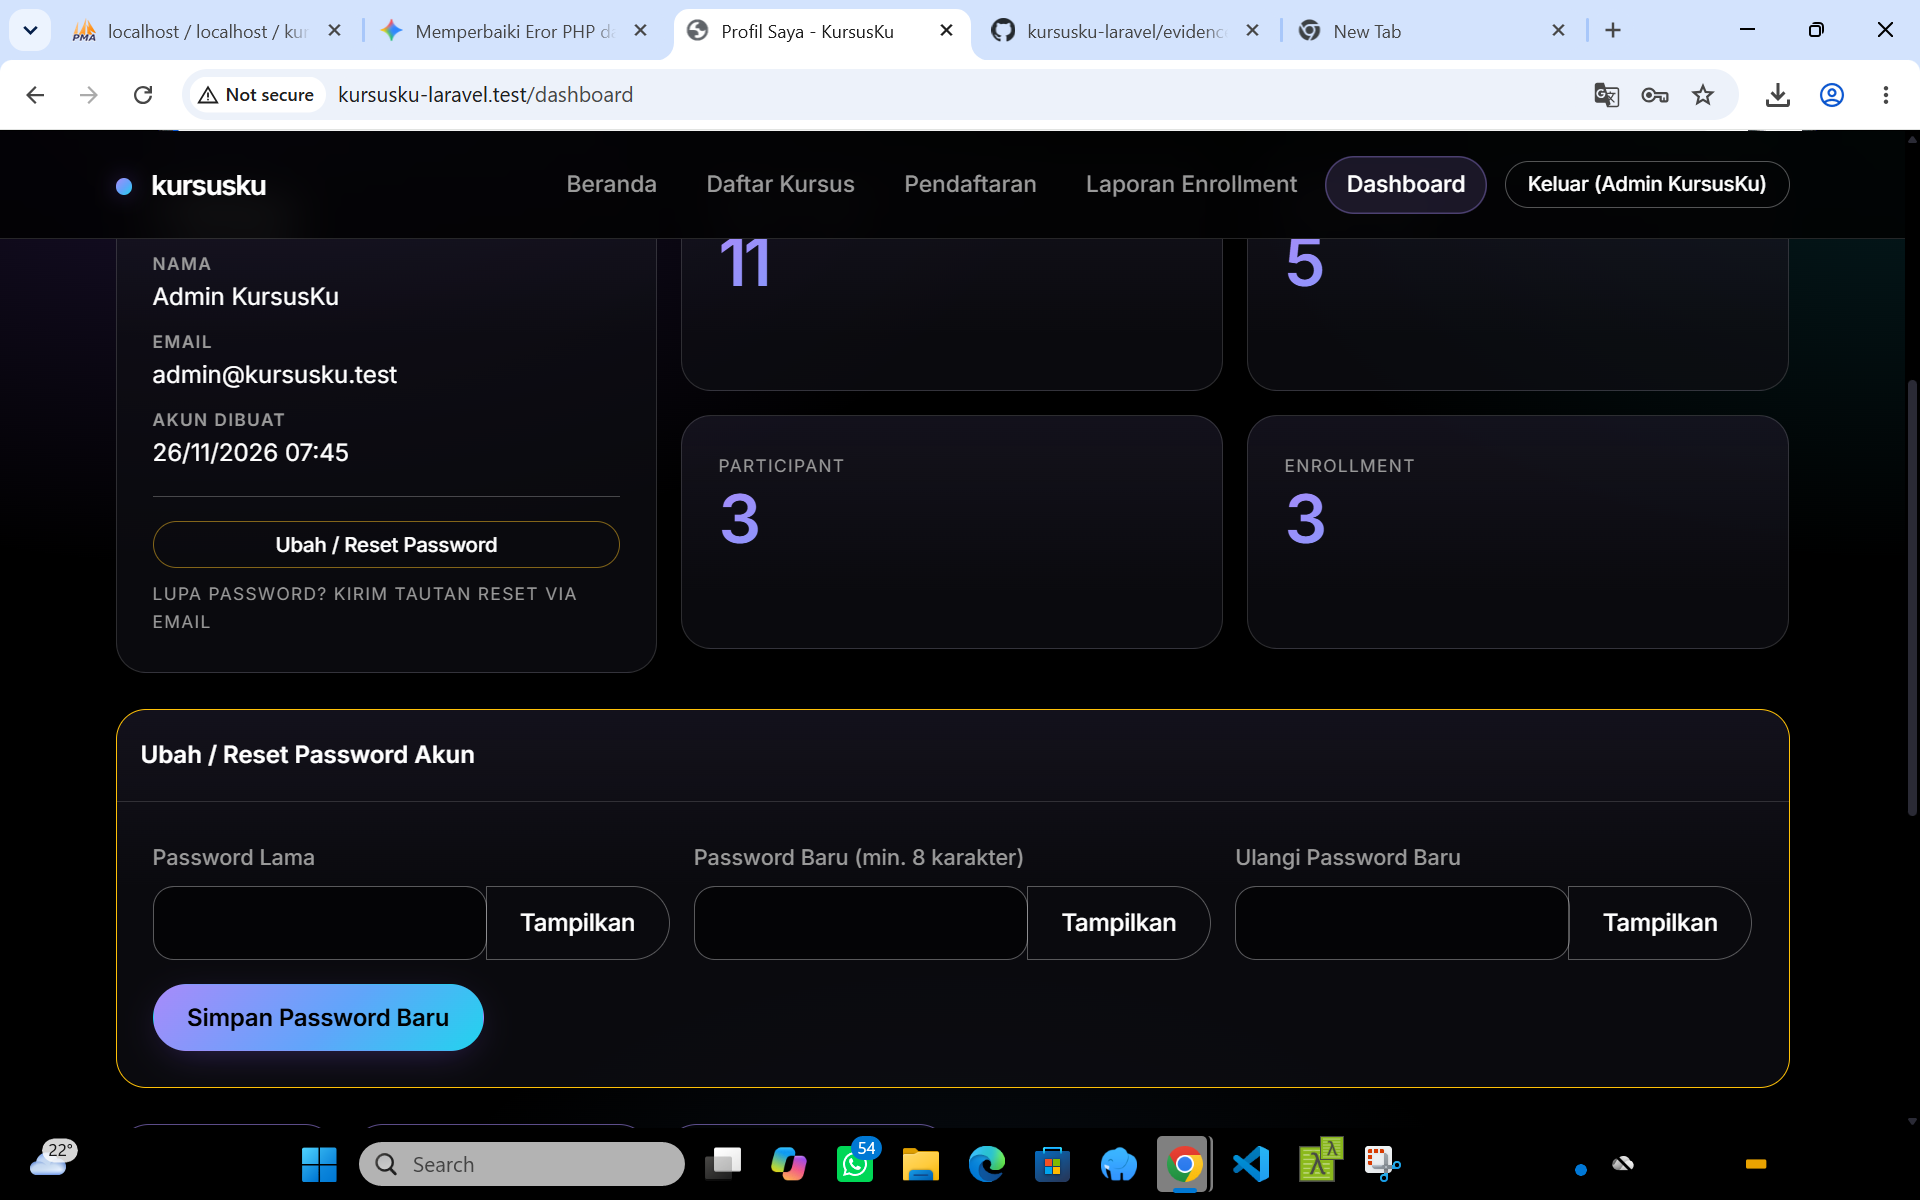 localhost / localhost / kur
Memperbaiki Eror PHP da
Profil Saya - KursusKu
kursusku-laravel/evidence
New Tab
Not secure
kursusku-laravel.test/dashboard
kursusku
Beranda
Daftar Kursus
Pendaftaran
Laporan Enrollment
Dashboard
Keluar (Admin KursusKu)
NAMA
Admin KursusKu
EMAIL
admin@kursusku.test
AKUN DIBUAT
26/11/2026 07:45
Ubah / Reset Password
LUPA PASSWORD? KIRIM TAUTAN RESET VIA
EMAIL
11
5
PARTICIPANT
3
ENROLLMENT
3
Ubah / Reset Password Akun
Password Lama
Password Baru (min. 8 karakter)
Ulangi Password Baru
Tampilkan
Tampilkan
Tampilkan
Simpan Password Baru
22°
Search
54